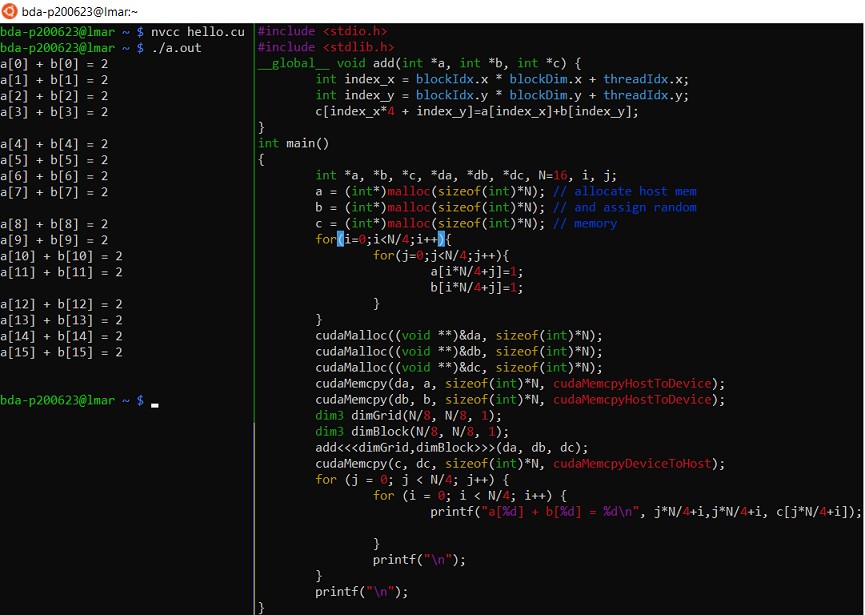 bda-p200623@lmar:~
bda-p200623@lmar ~ $ nvcc hello.cu
bda-p200623@lmar ~ $ ./a.out
a[0] + b[0] = 2
a[1] + b[1] = 2
a[2] + b[2] = 2
a[3] + b[3] = 2
a[4] + b[4] = 2
a[5] + b[5] = 2
a[6] + b[6] = 2
a[7] + b[7] = 2
a[8] + b[8] = 2
a[9] + b[9] = 2
a[10] + b[10] = 2
a[11] + b[11] = 2
a[12] + b[12] = 2
a[13] + b[13] = 2
a[14] + b[14] = 2
a[15] + b[15] = 2
bda-p200623@lmar ~ $
#include <stdio.h>
#include <stdlib.h>
__global__ void add(int *a, int *b, int *c) {
int index_x = blockIdx.x * blockDim.x + threadIdx.x;
int index_y = blockIdx.y * blockDim.y + threadIdx.y;
c[index_x*4 + index_y]=a[index_x]+b[index_y];
}
int main()
{
int *a, *b, *c, *da, *db, *dc, N=16, i, j;
a = (int*)malloc(sizeof(int)*N); // allocate host mem
b = (int*)malloc(sizeof(int)*N); // and assign random
c = (int*)malloc(sizeof(int)*N); // memory
for(i=0;i<N/4;i++){
for(j=0;j<N/4;j++){
a[i*N/4+j]=1;
b[i*N/4+j]=1;
}
}
cudaMalloc((void **)&da, sizeof(int)*N);
cudaMalloc((void **)&db, sizeof(int)*N);
cudaMalloc((void **)&dc, sizeof(int)*N);
cudaMemcpy(da, a, sizeof(int)*N, cudaMemcpyHostToDevice);
cudaMemcpy(db, b, sizeof(int)*N, cudaMemcpyHostToDevice);
dim3 dimGrid(N/8, N/8, 1);
dim3 dimBlock(N/8, N/8, 1);
add<<<dimGrid,dimBlock>>>(da, db, dc);
cudaMemcpy(c, dc, sizeof(int)*N, cudaMemcpyDeviceToHost);
for (j = 0; j < N/4; j++) {
for (i = 0; i < N/4; i++) {
printf("a[%d] + b[%d] = %d\n", j*N/4+i,j*N/4+i, c[j*N/4+i]);
}
printf("\n");
}
printf("\n");
}